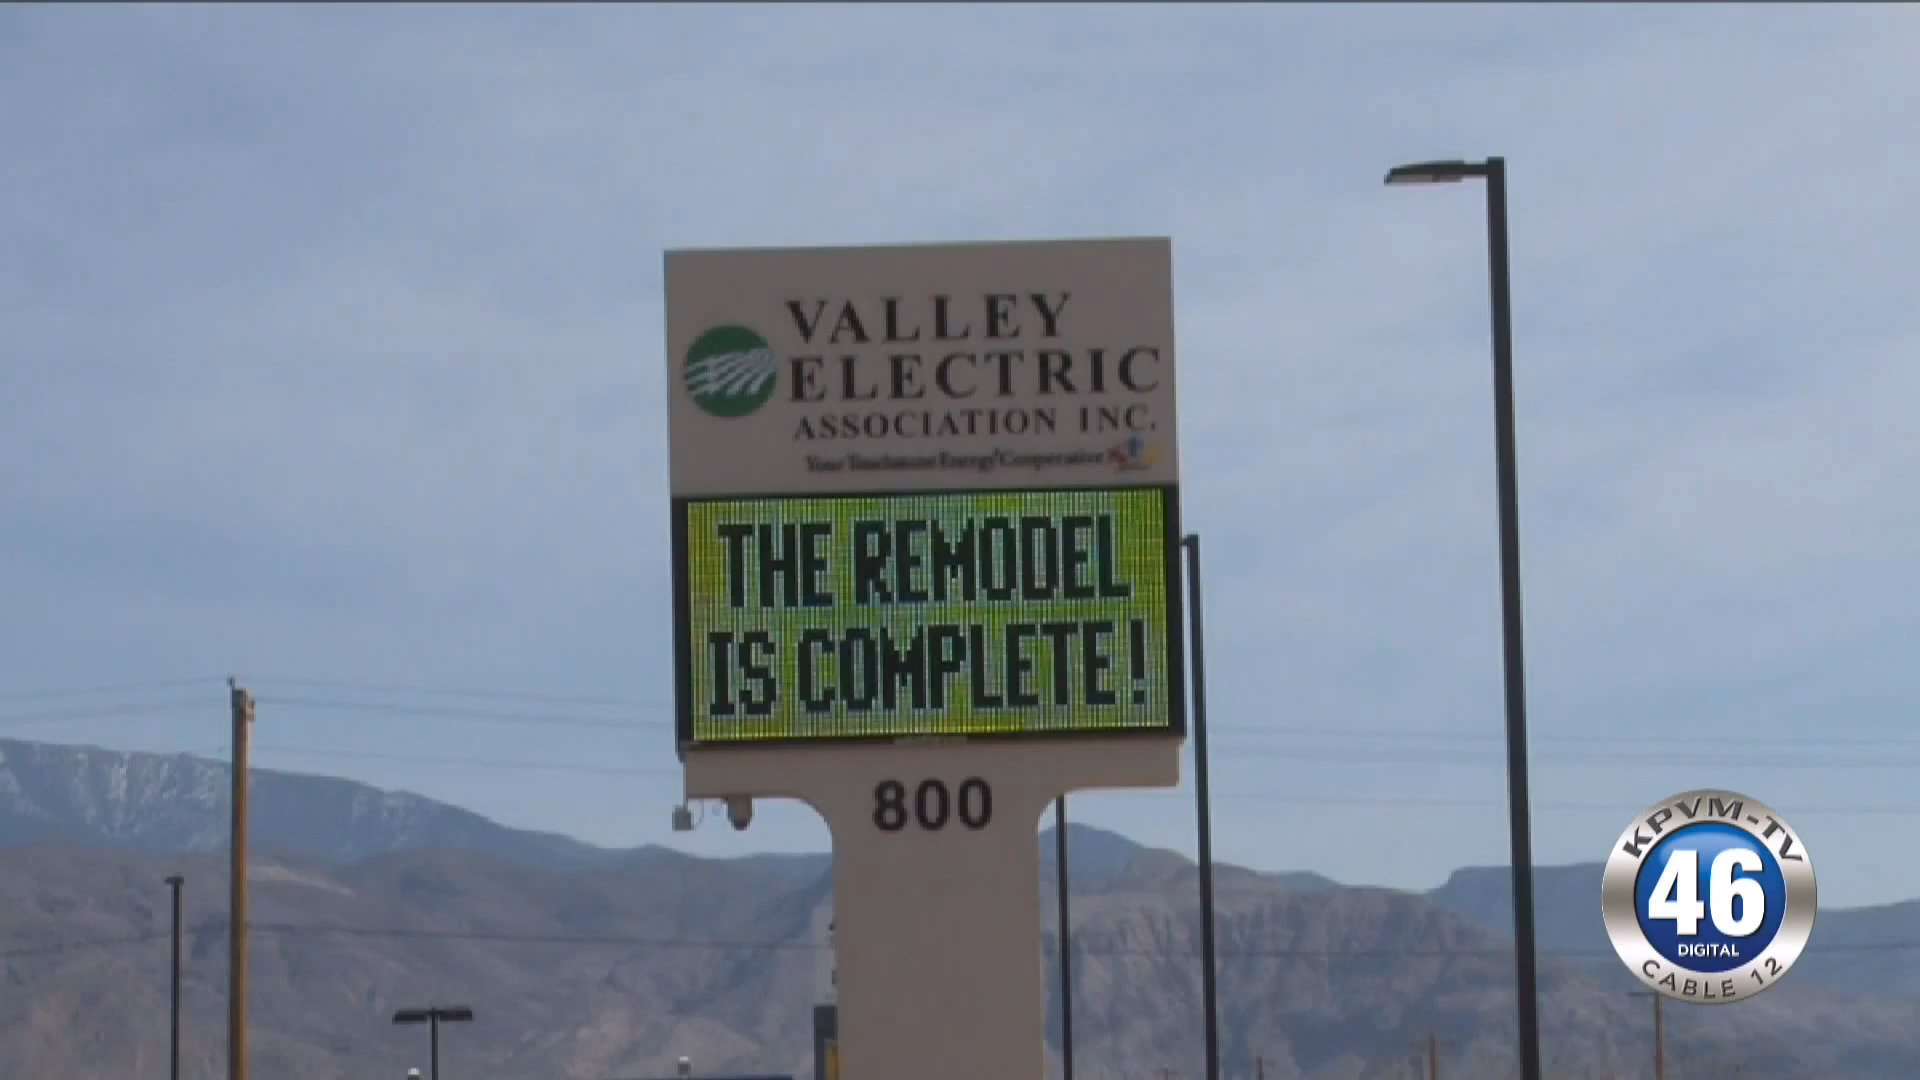 VALLEY
ELECTRIC
ASSOCIATION INC.
Your Touchstone Energy Cooperative
THE REMODEL
IS COMPLETE!
800
KPVM-TV
46
DIGITAL
CABLE 12